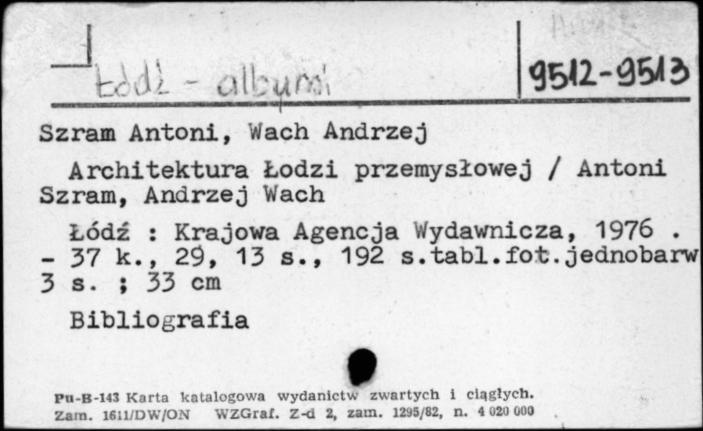 Łódź - albumi
9512-9513
Szram Antoni, Wach Andrzej
Architektura Łodzi przemysłowej / Antoni
Szram, Andrzej Wach
Łódź : Krajowa Agencja Wydawnicza, 1976 .
- 37 k., 29, 13 s., 192 s.tabl.fot.jednobarw
3 s. ; 33 cm
Bibliografia
Pu-B-143 Karta katalogowa wydanictw zwartych i ciągłych.
Zam. 1611/DW/ON WZGraf. Z-d 2, zam. 1295/82, n. 4 020 000